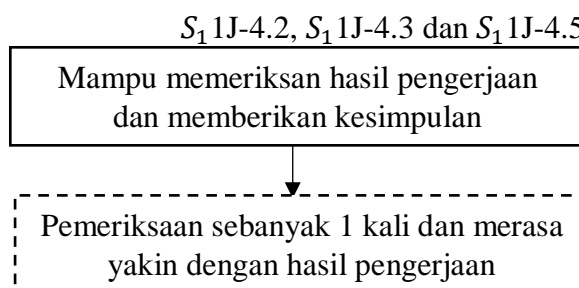 S₁1J-4.2, S₁1J-4.3 dan S₁1J-4.5
Mampu memeriksan hasil pengerjaan
dan memberikan kesimpulan
Pemeriksaan sebanyak 1 kali dan merasa
yakin dengan hasil pengerjaan